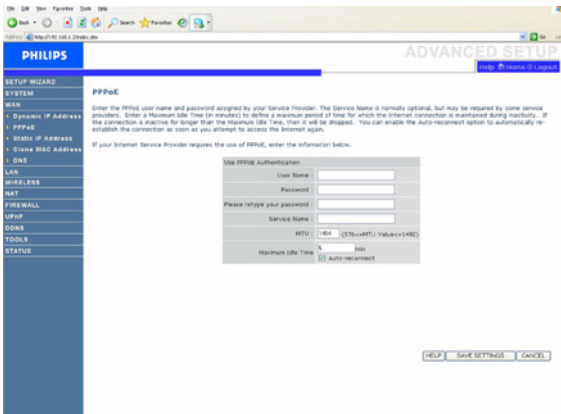 File Edit View Favorites Tools Help
Back Search Favorites
Address Go
PHILIPS
ADVANCED SETUP
Help Home Logout
SETUP WIZARD
SYSTEM
WAN
Dynamic IP Address
PPPoE
Static IP Address
Clone MAC Address
DNS
LAN
WIRELESS
NAT
FIREWALL
UPnP
DDNS
TOOLS
STATUS
PPPoE
Enter the PPPoE user name and password assigned by your Service Provider. The Service Name is normally optional, but may be required by some service
providers. Enter a Maximum Idle Time (in minutes) to define a maximum period of time for which the Internet connection is maintained during inactivity. If
the connection is inactive for longer than the Maximum Idle Time, then it will be dropped. You can enable the Auto-reconnect option to automatically re-
establish the connection as soon as you attempt to access the Internet again.
If your Internet Service Provider requires the use of PPPoE, enter the information below.
Use PPPoE Authentication
User Name :
Password :
Please retype your password :
Service Name :
MTU : 1454 (576<=MTU Value<=1492)
Maximum Idle Time 5 min
Auto-reconnect
HELP SAVE SETTINGS CANCEL